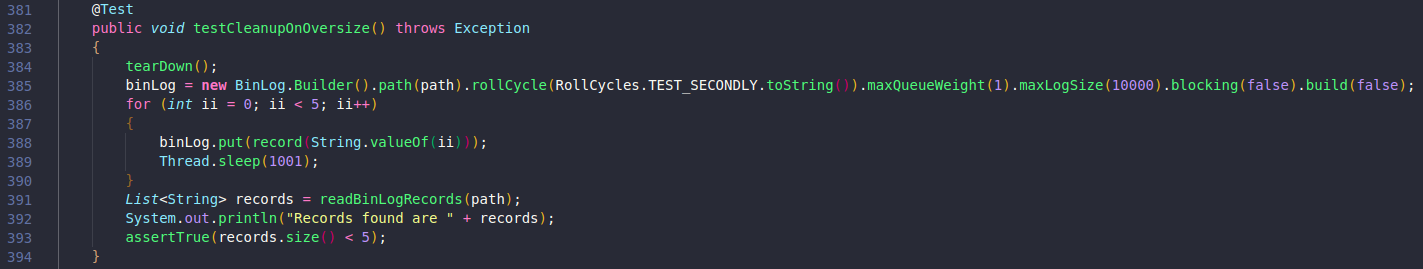 381 @Test
382 public void testCleanupOnOversize() throws Exception
383 {
384 tearDown();
385 binLog = new BinLog.Builder().path(path).rollCycle(RollCycles.TEST_SECONDLY.toString()).maxQueueWeight(1).maxLogSize(10000).blocking(false).build(false);
386 for (int ii = 0; ii < 5; ii++)
387 {
388 binLog.put(record(String.valueOf(ii)));
389 Thread.sleep(1001);
390 }
391 List<String> records = readBinLogRecords(path);
392 System.out.println("Records found are " + records);
393 assertTrue(records.size() < 5);
394 }